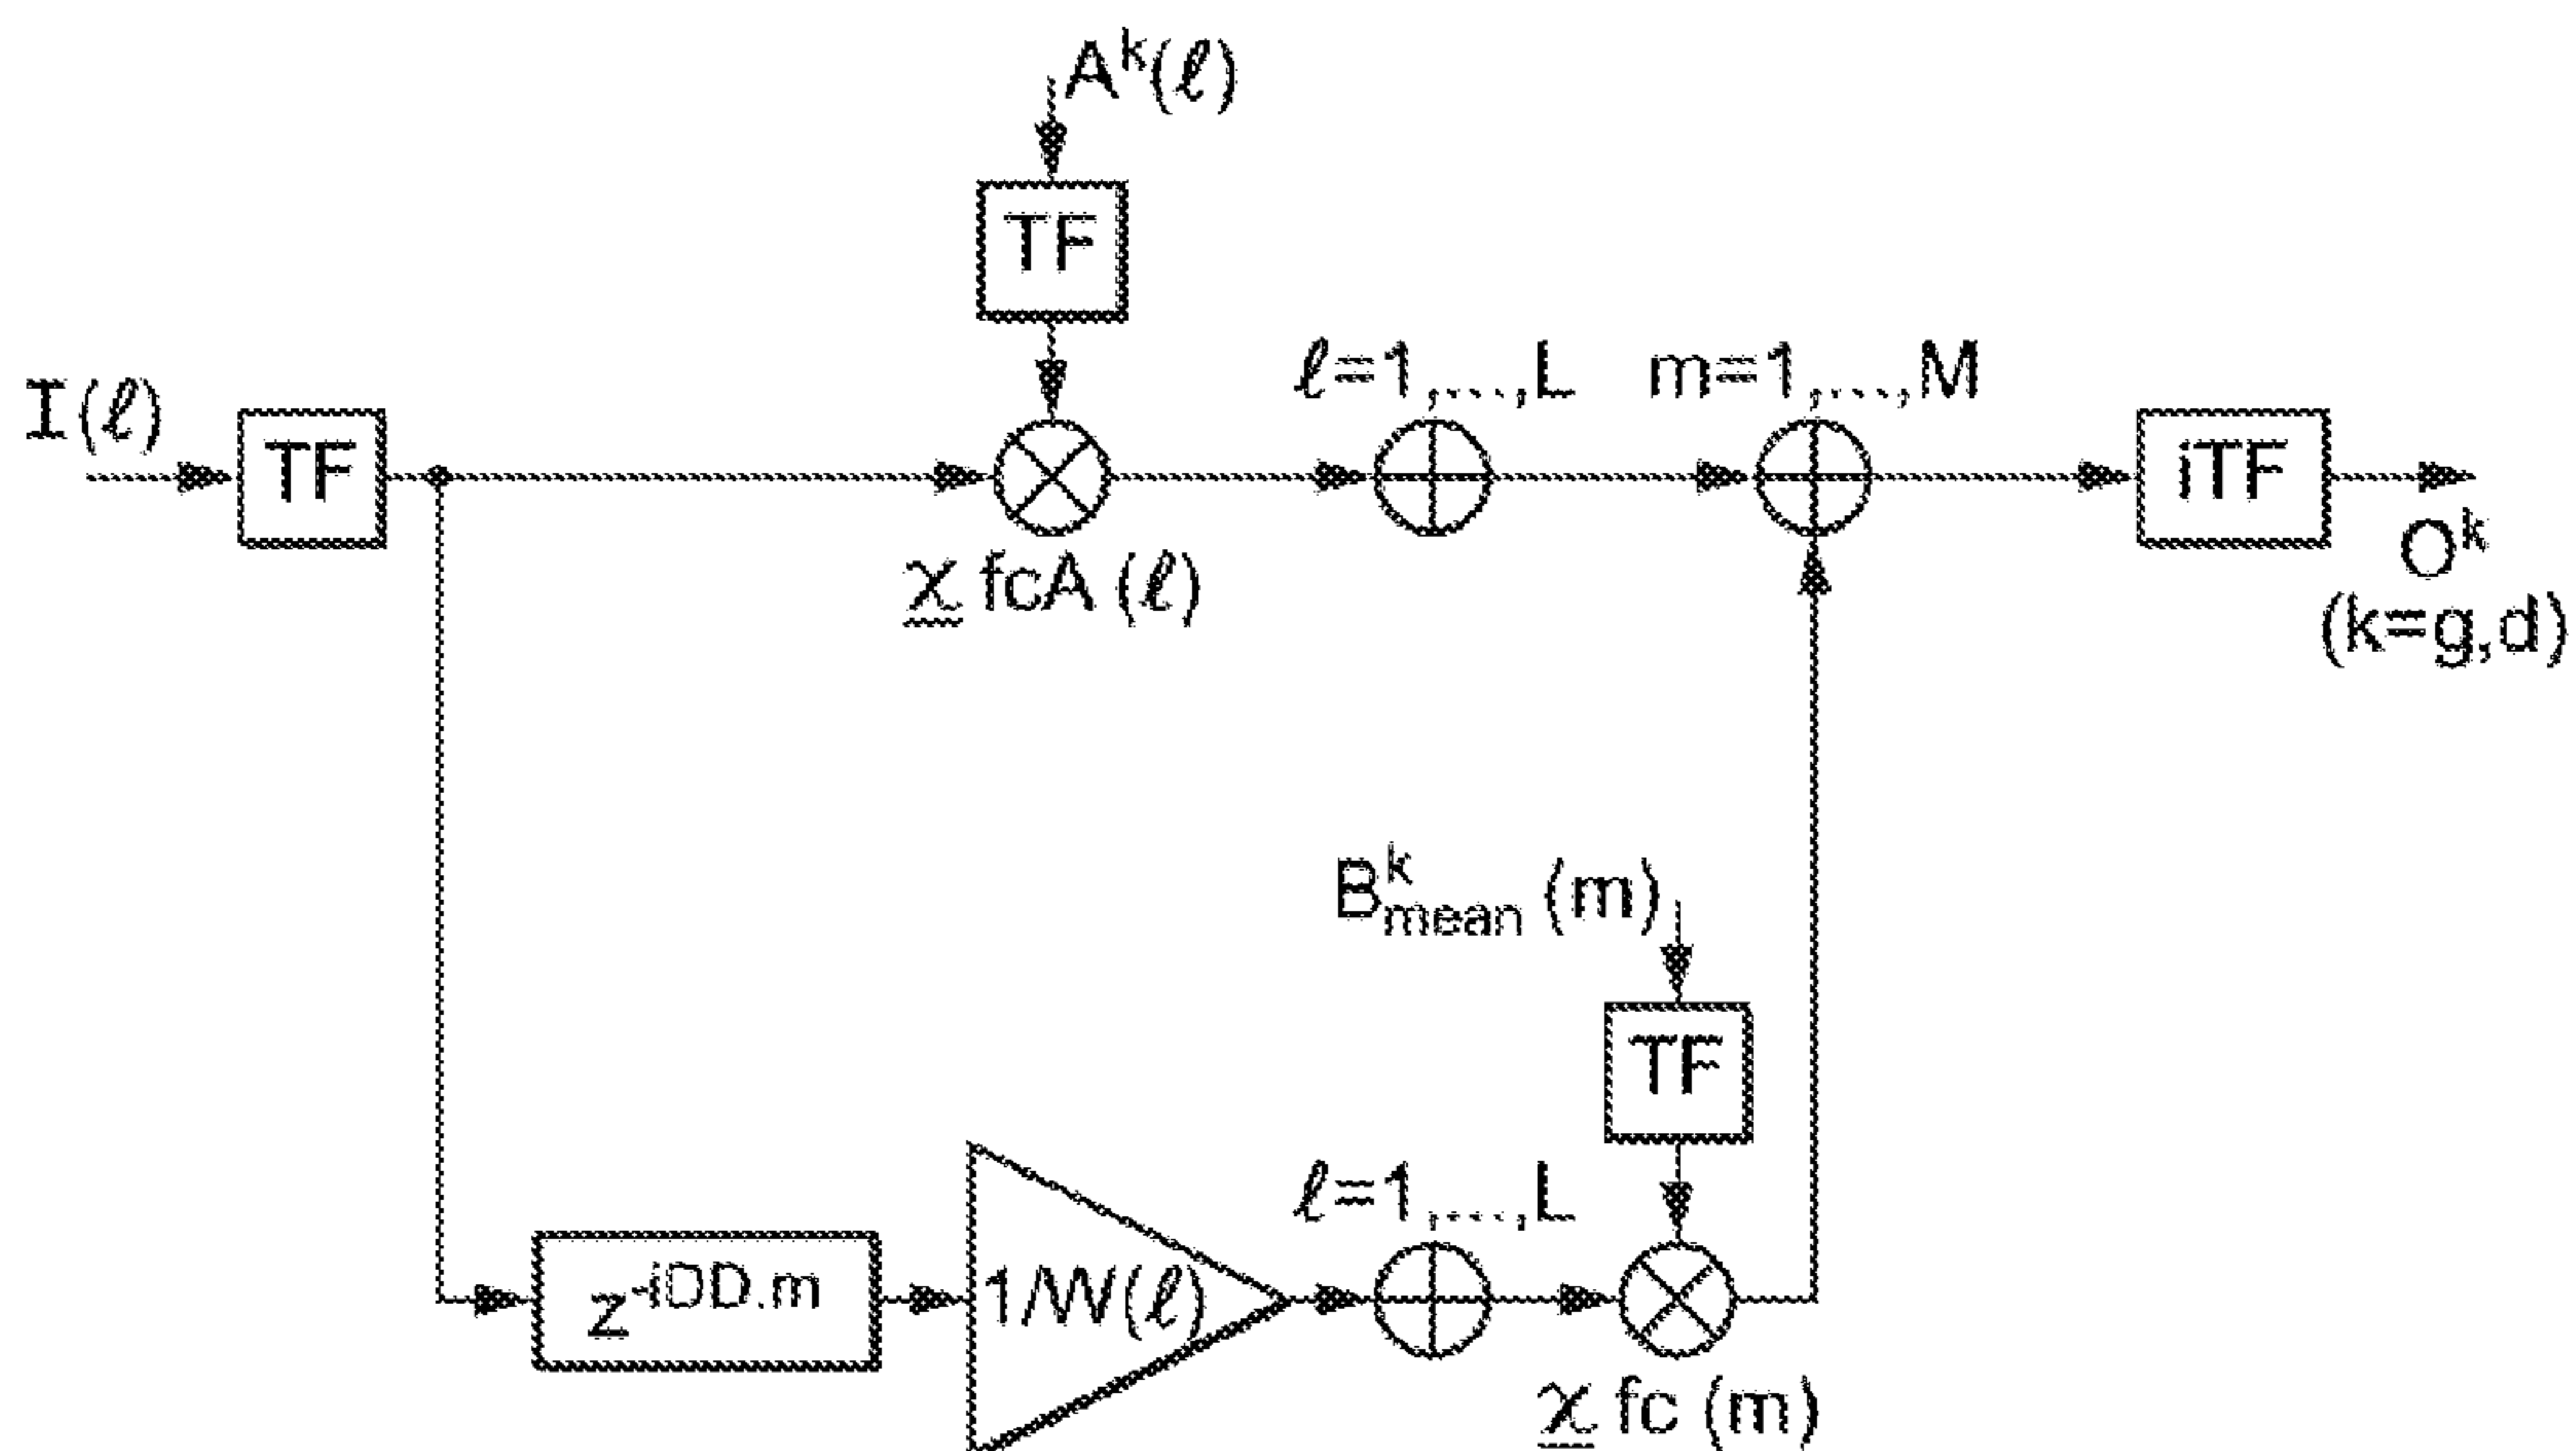 A^k(ℓ)
TF
ℓ=1,...,L
m=1,...,M
I(ℓ)
TF
iTF
χ fcA (ℓ)
O^k
(k=g,d)
B^k_mean (m)
TF
ℓ=1,...,L
z^-iDD.m
1/W(ℓ)
χ fc (m)